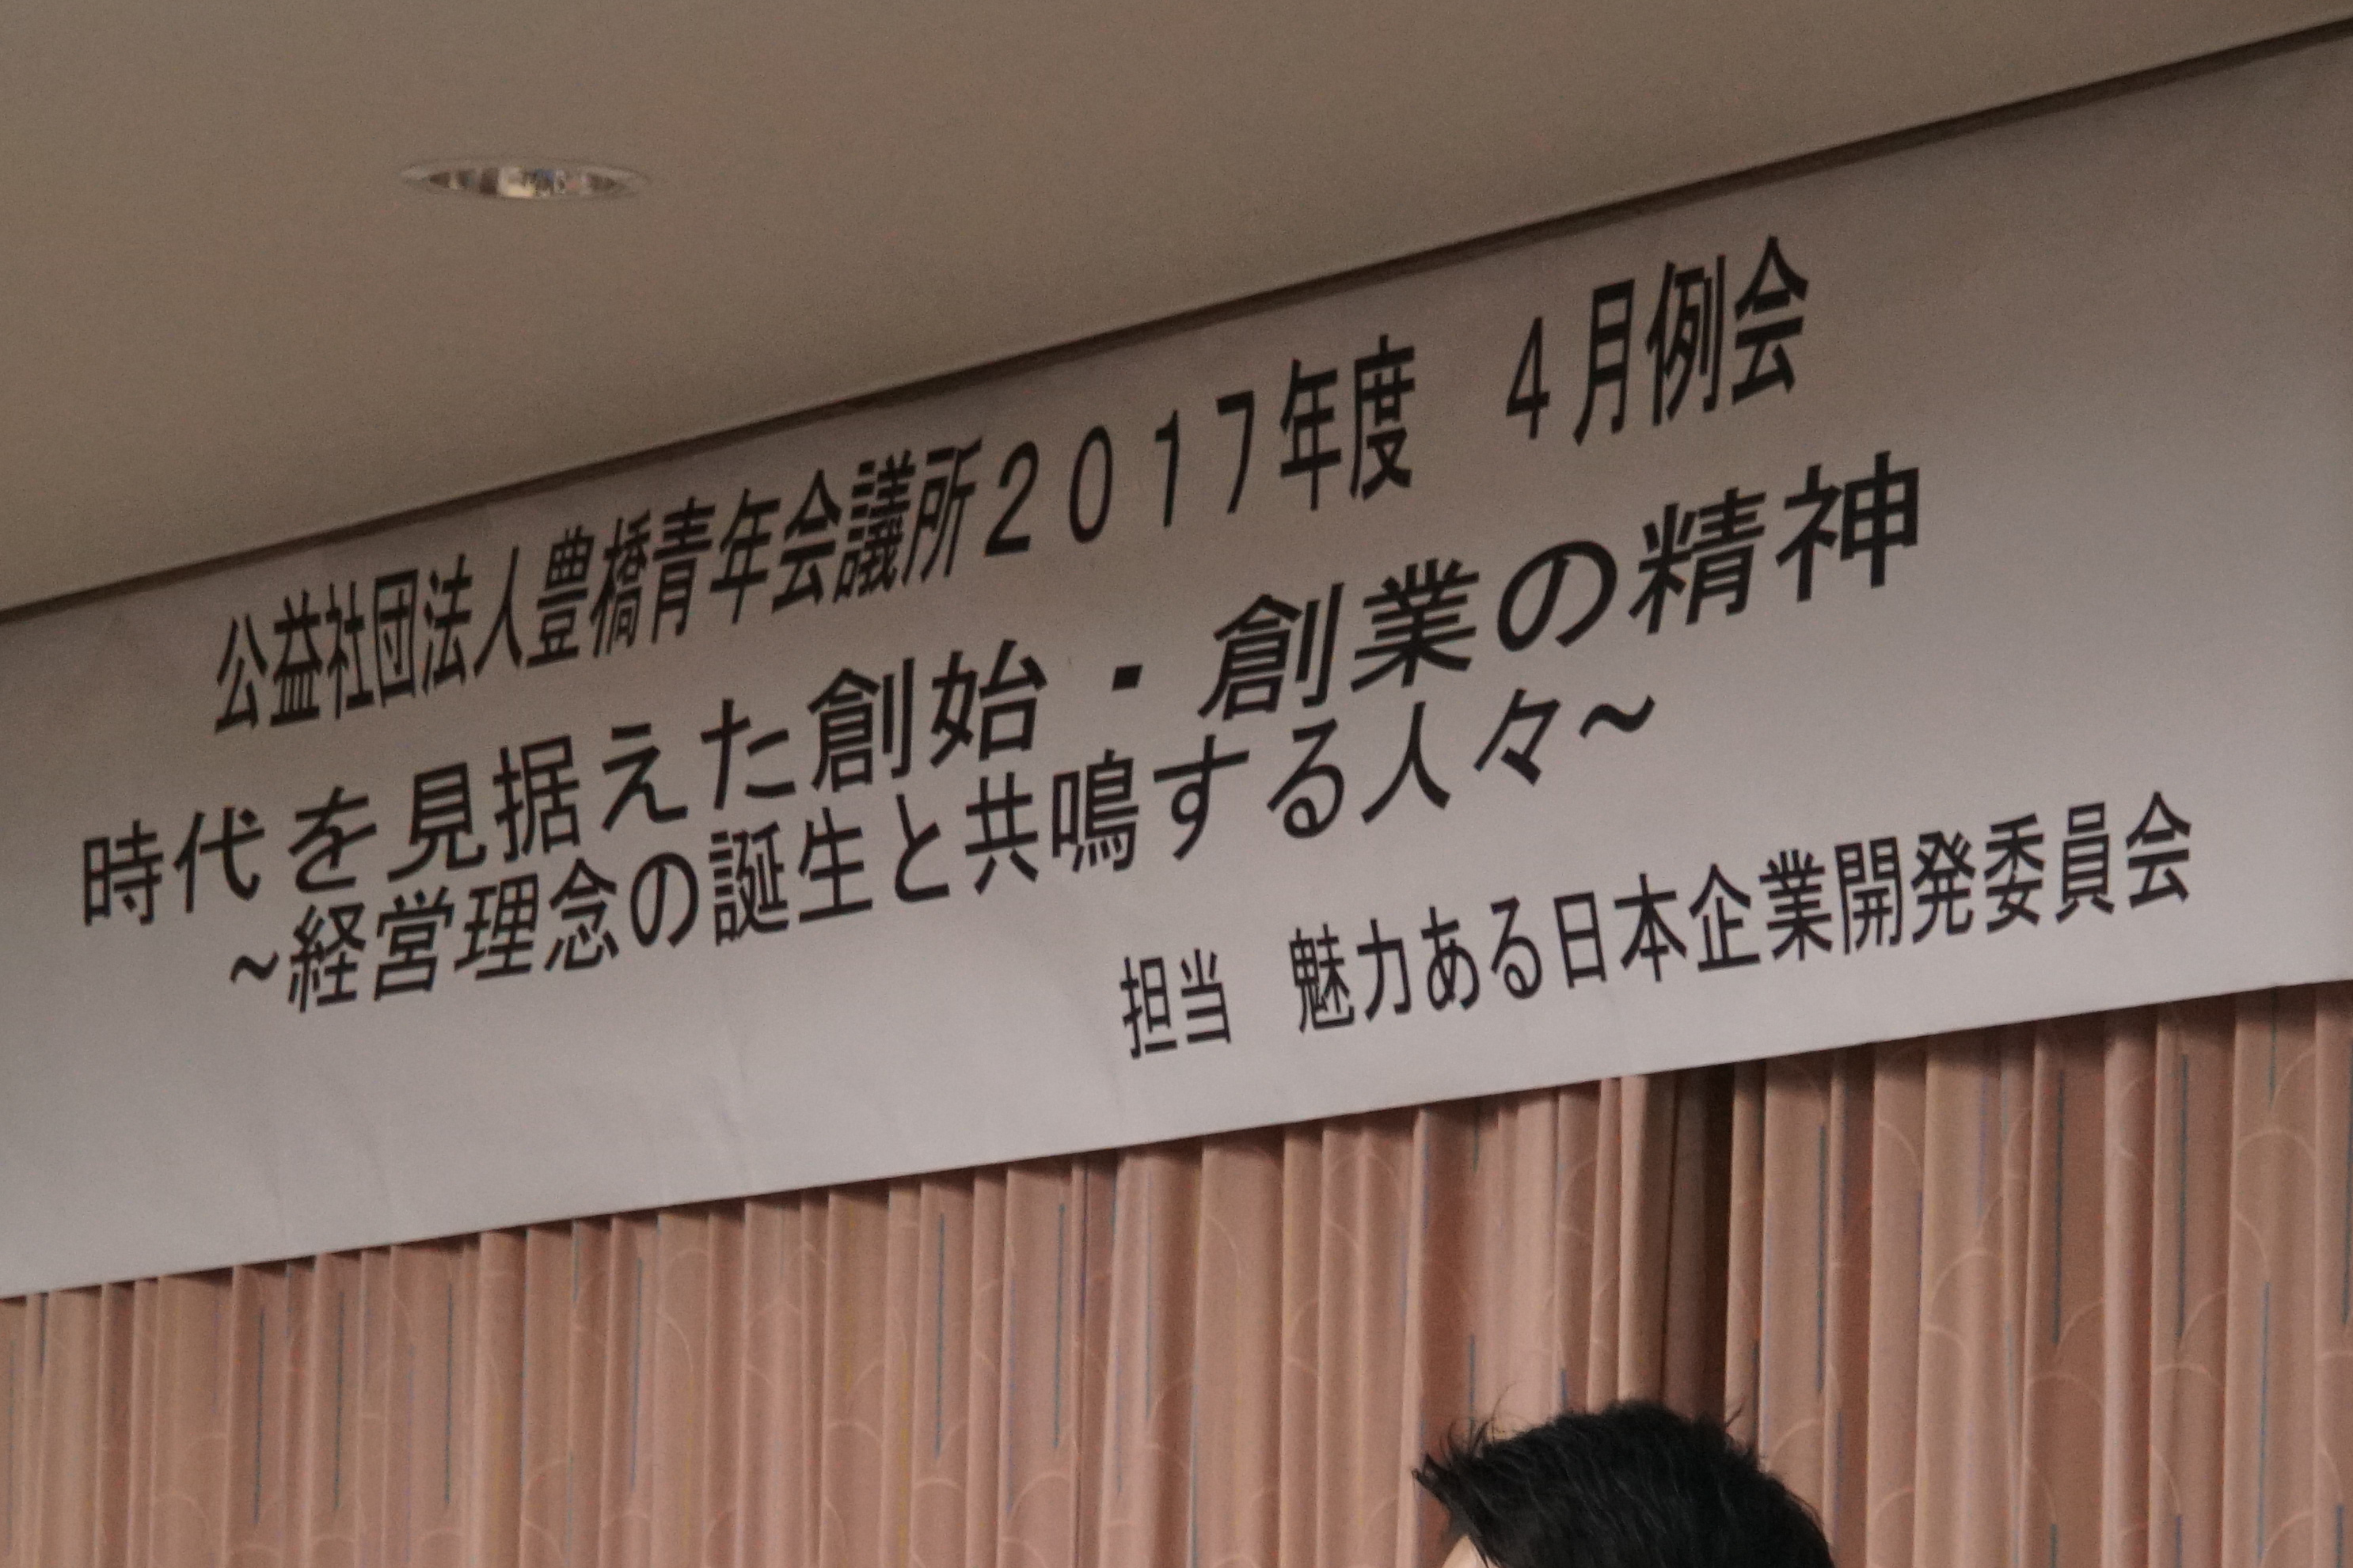 公益社団法人豊橋青年会議所2017年度　4月例会
時代を見据えた創始・創業の精神
~経営理念の誕生と共鳴する人々~
担当　魅力ある日本企業開発委員会